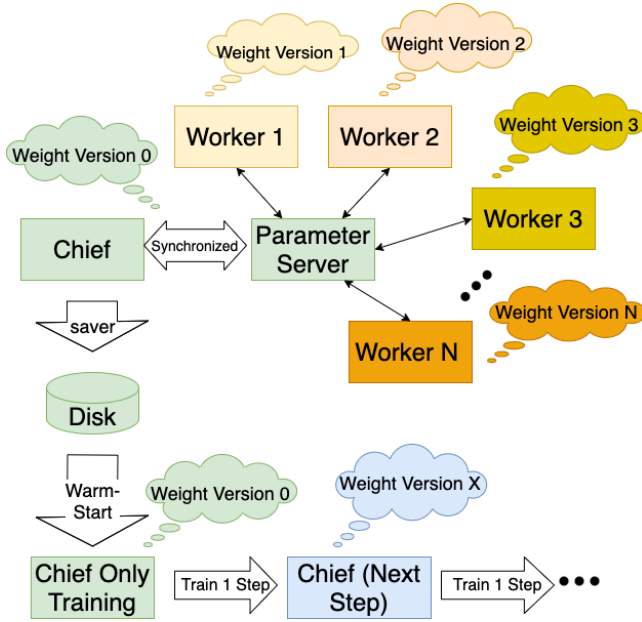 Weight Version 1
Weight Version 2
Weight Version 0
Worker 1
Worker 2
Weight Version 3
Chief
Synchronized
Parameter
Server
Worker 3
saver
Worker N
Weight Version N
Disk
Warm-
Start
Weight Version 0
Weight Version X
Chief Only
Training
Train 1 Step
Chief (Next
Step)
Train 1 Step